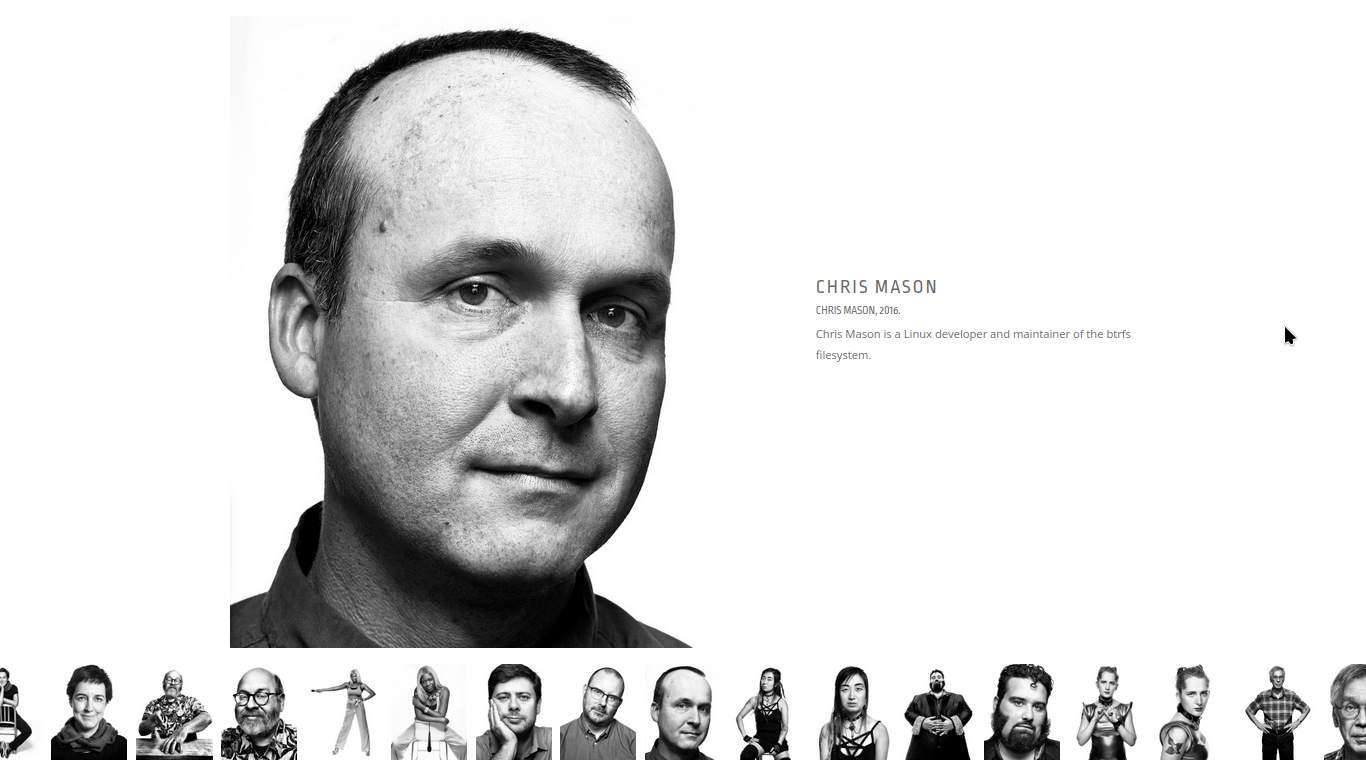 CHRIS MASON
CHRIS MASON, 2016.
Chris Mason is a Linux developer and maintainer of the btrfs
filesystem.